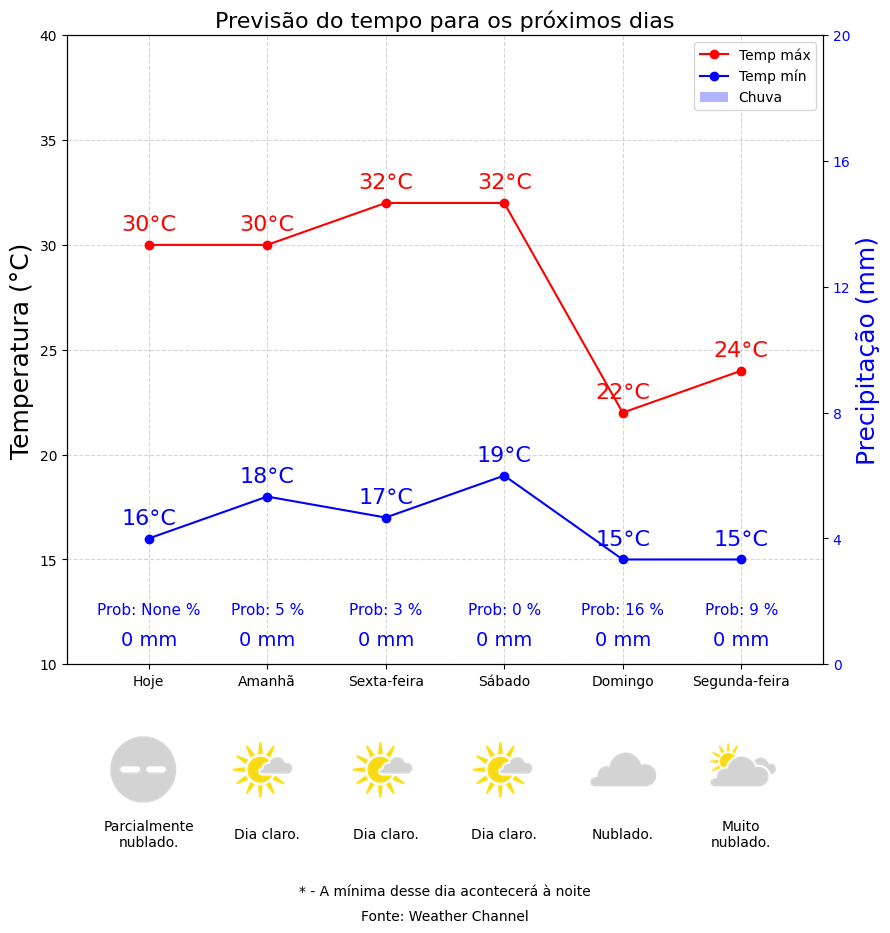 Previsão do tempo para os próximos dias
40
35
30
25
20
15
10
Temperatura (°C)
20
16
12
8
4
0
Precipitação (mm)
Temp máx
Temp mín
Chuva
30°C 30°C 32°C 32°C 22°C 24°C
16°C 18°C 17°C 19°C 15°C 15°C
Prob: None % Prob: 5 % Prob: 3 % Prob: 0 % Prob: 16 % Prob: 9 %
0 mm 0 mm 0 mm 0 mm 0 mm 0 mm
Hoje Amanhã Sexta-feira Sábado Domingo Segunda-feira
Parcialmente
nublado.
Dia claro.
Dia claro.
Dia claro.
Nublado.
Muito
nublado.
* - A mínima desse dia acontecerá à noite
Fonte: Weather Channel